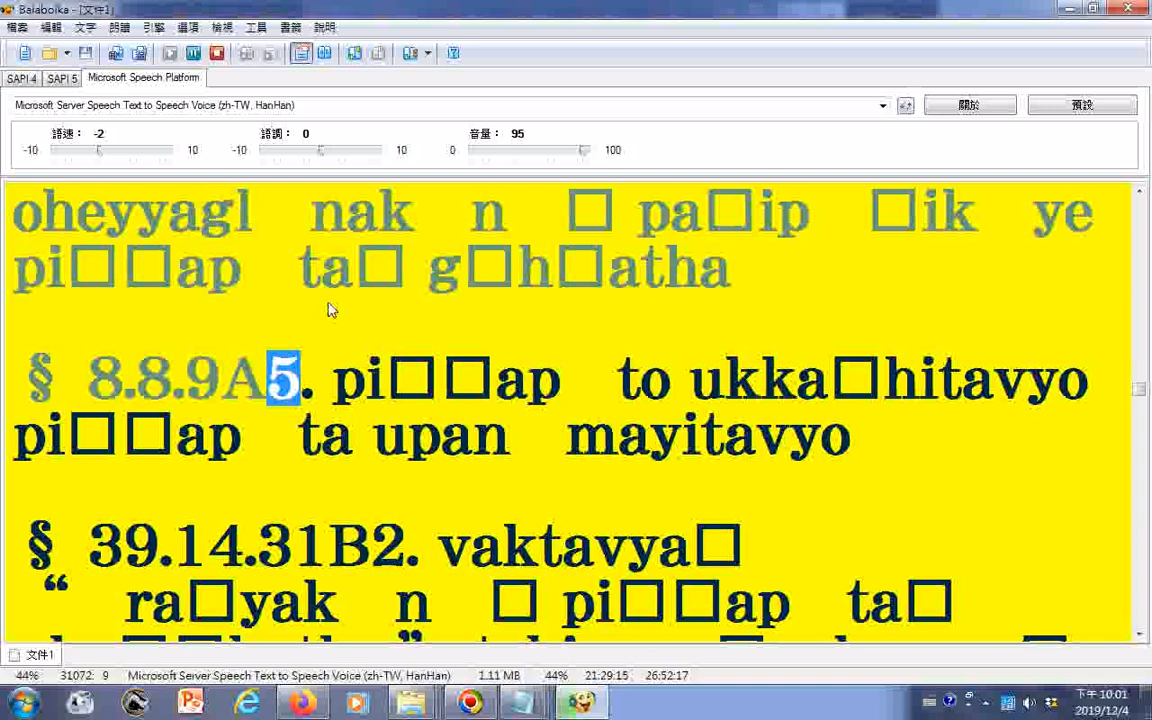 Balabolka - [文件1]
檔案 編輯 文字 朗讀 引擎 選項 檢視 工具 書籤 說明
SAPI 4 SAPI 5 Microsoft Speech Platform
Microsoft Server Speech Text to Speech Voice (zh-TW, HanHan) 關於 預設
語速： -2 語調： 0 音量： 95
-10 10 -10 10 0 100
oheyyagl nak n □ pa□ip □ik ye
pi□□ap ta□ g□h□atha
§ 8.8.9A5. pi□□ap to ukka□hitavyo
pi□□ap ta upan mayitavyo
§ 39.14.31B2. vaktavya□
“ ra□yak n □ pi□□ap ta□
文件1
44% 31072: 9 Microsoft Server Speech Text to Speech Voice (zh-TW, HanHan) 1.11 MB 44% 21:29:15 26:52:17
下午 10:01
2019/12/4